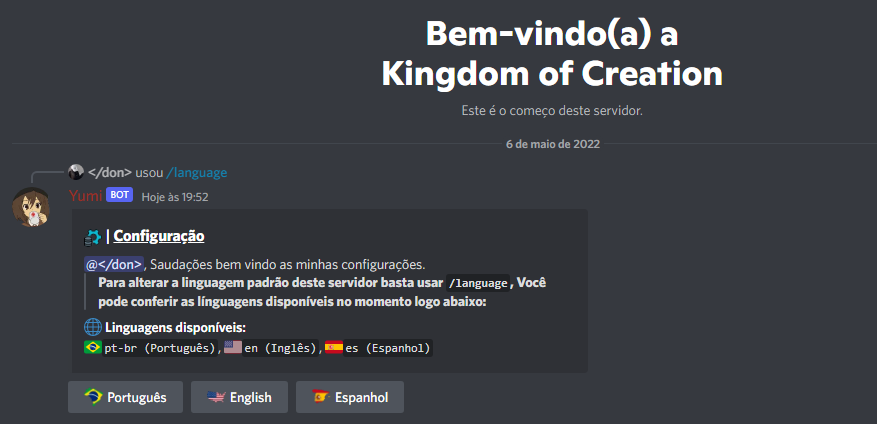 Bem-vindo(a) a
Kingdom of Creation
Este é o começo deste servidor.
6 de maio de 2022
</don> usou /language
Yumi BOT Hoje às 19:52
| Configuração
@</don>, Saudações bem vindo as minhas configurações.
Para alterar a linguagem padrão deste servidor basta usar /language, Você
pode conferir as línguagens disponíveis no momento logo abaixo:
Linguagens disponíveis:
pt-br (Português), en (Inglês), es (Espanhol)
Português English Espanhol